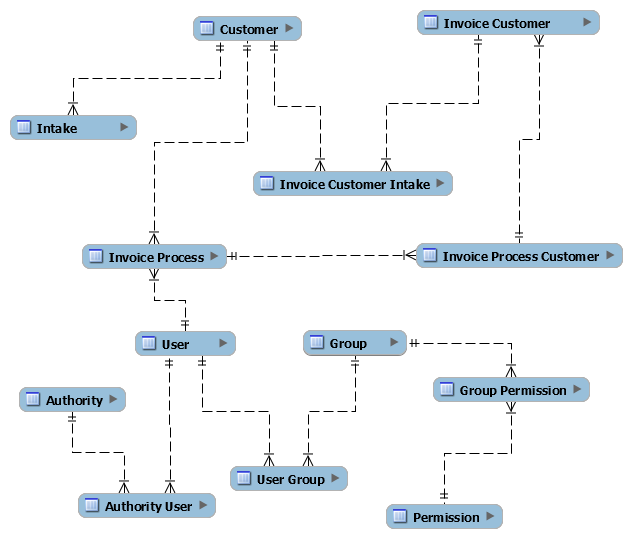 Customer
Invoice Customer
Intake
Invoice Customer Intake
Invoice Process
Invoice Process Customer
User
Group
Authority
Group Permission
User Group
Authority User
Permission